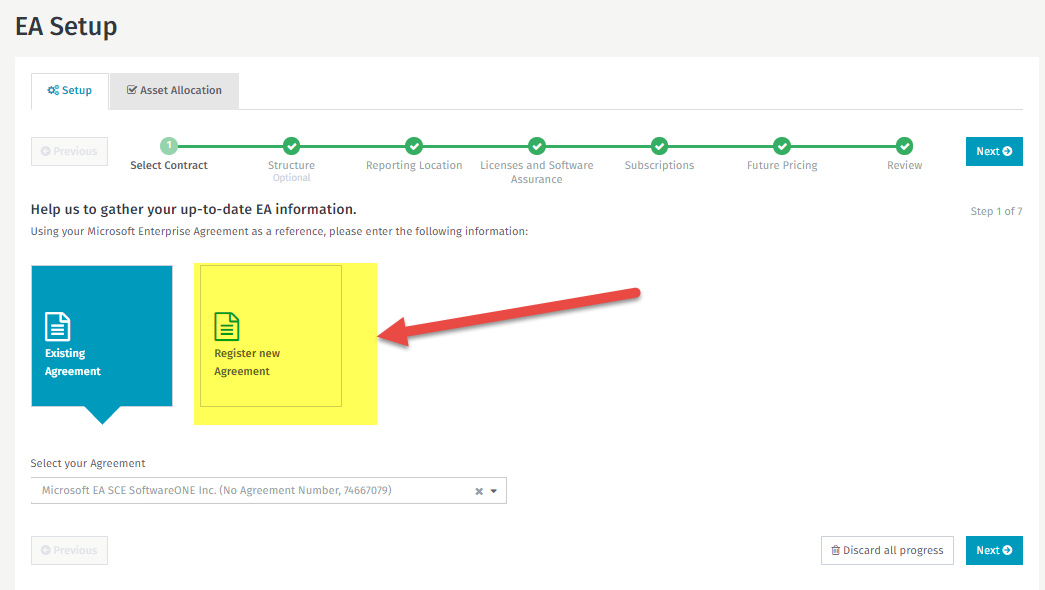 EA Setup
Setup
Asset Allocation
Previous
1
Select Contract
Structure
Optional
Reporting Location
Licenses and Software
Assurance
Subscriptions
Future Pricing
Review
Next
Help us to gather your up-to-date EA information.
Step 1 of 7
Using your Microsoft Enterprise Agreement as a reference, please enter the following information:
Existing
Agreement
Register new
Agreement
Select your Agreement
Microsoft EA SCE SoftwareONE Inc. (No Agreement Number, 74667079)
Previous
Discard all progress
Next